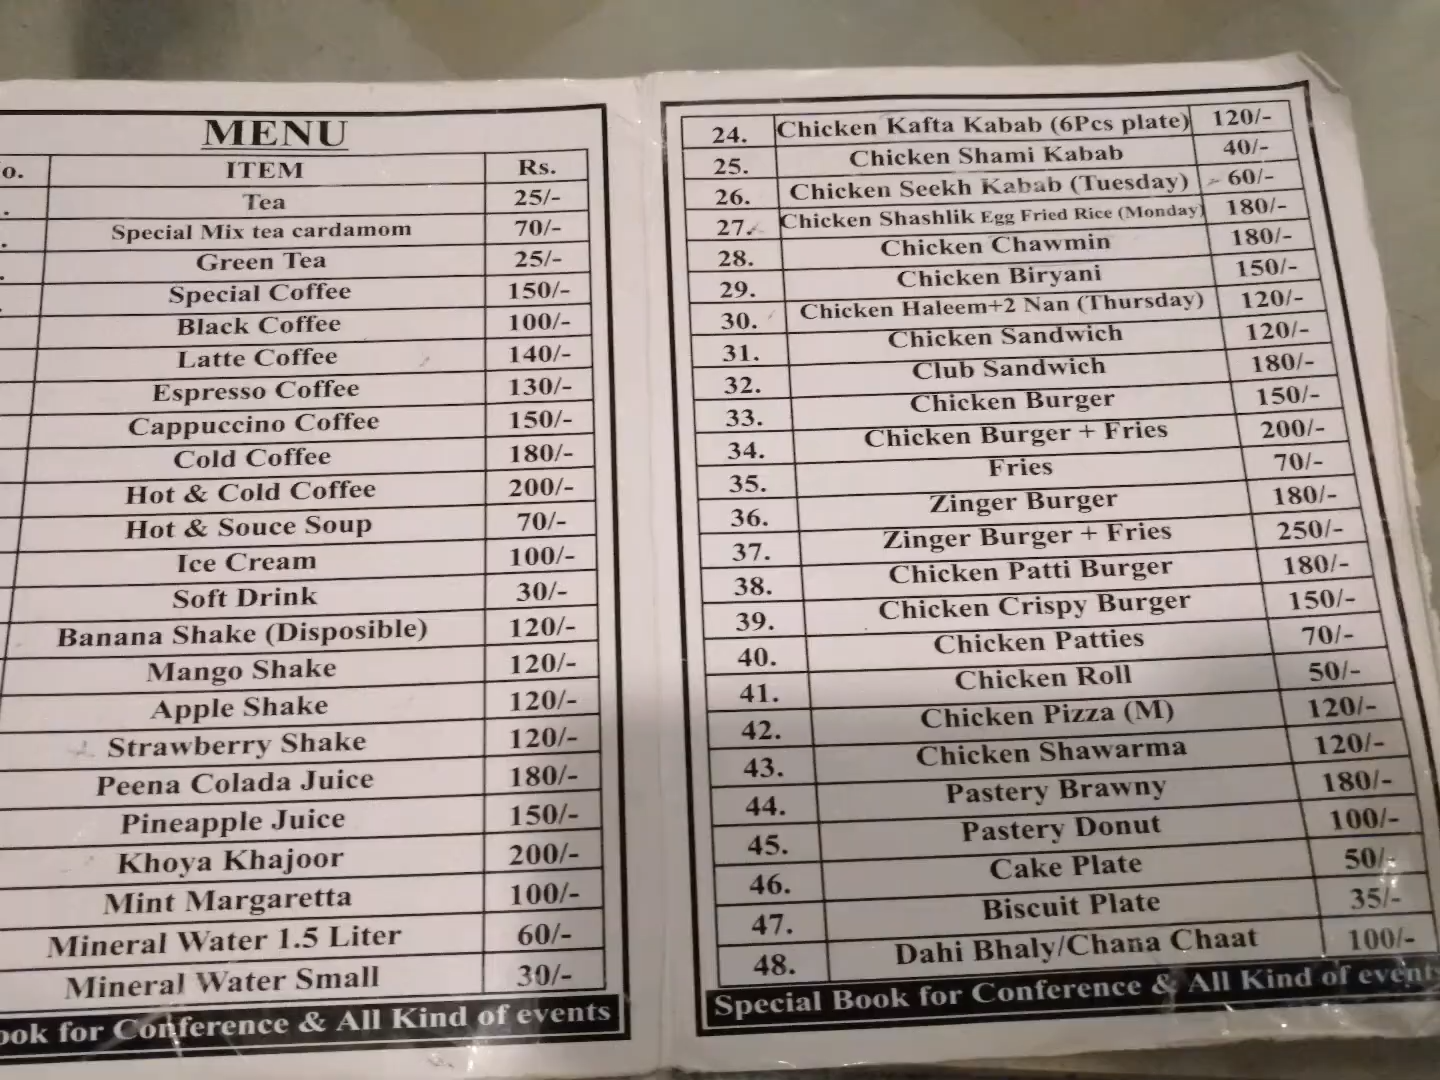 MENU
o. ITEM Rs.
. Tea 25/-
. Special Mix tea cardamom 70/-
. Green Tea 25/-
. Special Coffee 150/-
Black Coffee 100/-
Latte Coffee 140/-
Espresso Coffee 130/-
Cappuccino Coffee 150/-
Cold Coffee 180/-
Hot & Cold Coffee 200/-
Hot & Souce Soup 70/-
Ice Cream 100/-
Soft Drink 30/-
Banana Shake (Disposible) 120/-
Mango Shake 120/-
Apple Shake 120/-
Strawberry Shake 120/-
Peena Colada Juice 180/-
Pineapple Juice 150/-
Khoya Khajoor 200/-
Mint Margaretta 100/-
Mineral Water 1.5 Liter 60/-
Mineral Water Small 30/-
ook for Conference & All Kind of events
24. Chicken Kafta Kabab (6Pcs plate) 120/-
25. Chicken Shami Kabab 40/-
26. Chicken Seekh Kabab (Tuesday) 60/-
27. Chicken Shashlik Egg Fried Rice (Monday) 180/-
28. Chicken Chawmin 180/-
29. Chicken Biryani 150/-
30. Chicken Haleem+2 Nan (Thursday) 120/-
31. Chicken Sandwich 120/-
32. Club Sandwich 180/-
33. Chicken Burger 150/-
34. Chicken Burger + Fries 200/-
35. Fries 70/-
36. Zinger Burger 180/-
37. Zinger Burger + Fries 250/-
38. Chicken Patti Burger 180/-
39. Chicken Crispy Burger 150/-
40. Chicken Patties 70/-
41. Chicken Roll 50/-
42. Chicken Pizza (M) 120/-
43. Chicken Shawarma 120/-
44. Pastery Brawny 180/-
45. Pastery Donut 100/-
46. Cake Plate 50/-
47. Biscuit Plate 35/-
48. Dahi Bhaly/Chana Chaat 100/-
Special Book for Conference & All Kind of events